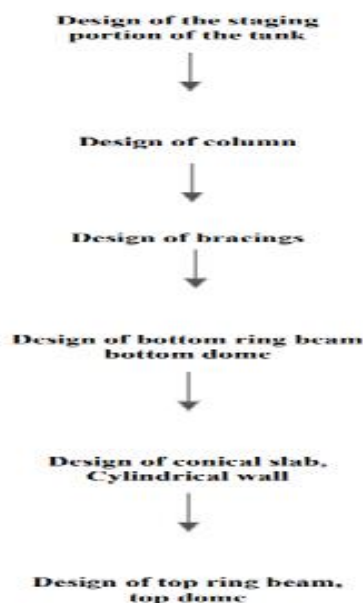 Design of the staging
portion of the tank
Design of column
Design of bracings
Design of bottom ring beam
bottom dome
Design of conical slab,
Cylindrical wall
Design of top ring beam,
top dome